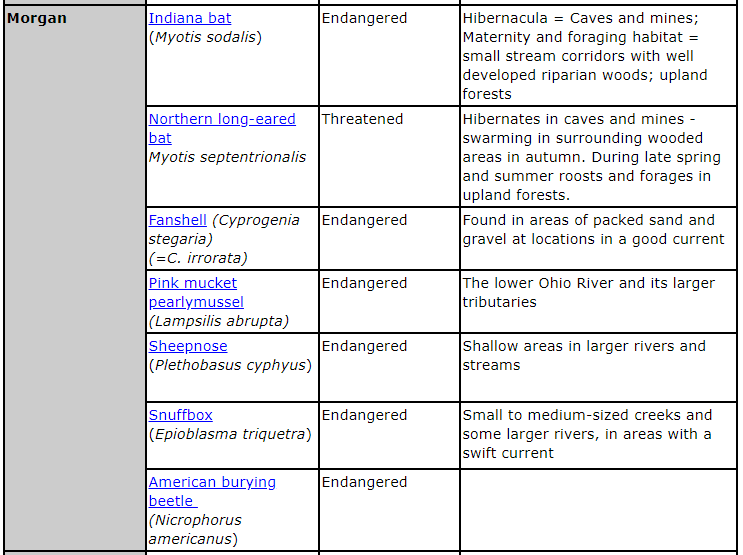 Morgan
Indiana bat
(Myotis sodalis)
Endangered
Hibernacula = Caves and mines;
Maternity and foraging habitat =
small stream corridors with well
developed riparian woods; upland
forests
Northern long-eared
bat
Myotis septentrionalis
Threatened
Hibernates in caves and mines -
swarming in surrounding wooded
areas in autumn. During late spring
and summer roosts and forages in
upland forests.
Fanshell (Cyprogenia
stegaria)
(=C. irrorata)
Endangered
Found in areas of packed sand and
gravel at locations in a good current
Pink mucket
pearlymussel
(Lampsilis abrupta)
Endangered
The lower Ohio River and its larger
tributaries
Sheepnose
(Plethobasus cyphyus)
Endangered
Shallow areas in larger rivers and
streams
Snuffbox
(Epioblasma triquetra)
Endangered
Small to medium-sized creeks and
some larger rivers, in areas with a
swift current
American burying
beetle
(Nicrophorus
americanus)
Endangered